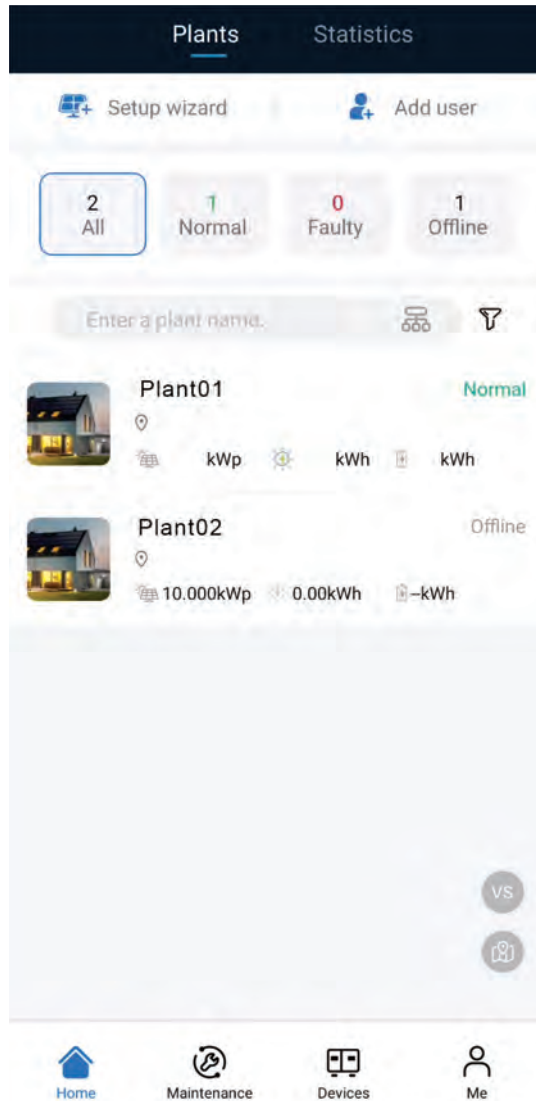 Plants Statistics
Setup wizard Add user
2 1 0 1
All Normal Faulty Offline
Enter a plant name.
Plant01 Normal
kWp kWh kWh
Plant02 Offline
10.000kWp 0.00kWh –kWh
VS
Home Maintenance Devices Me